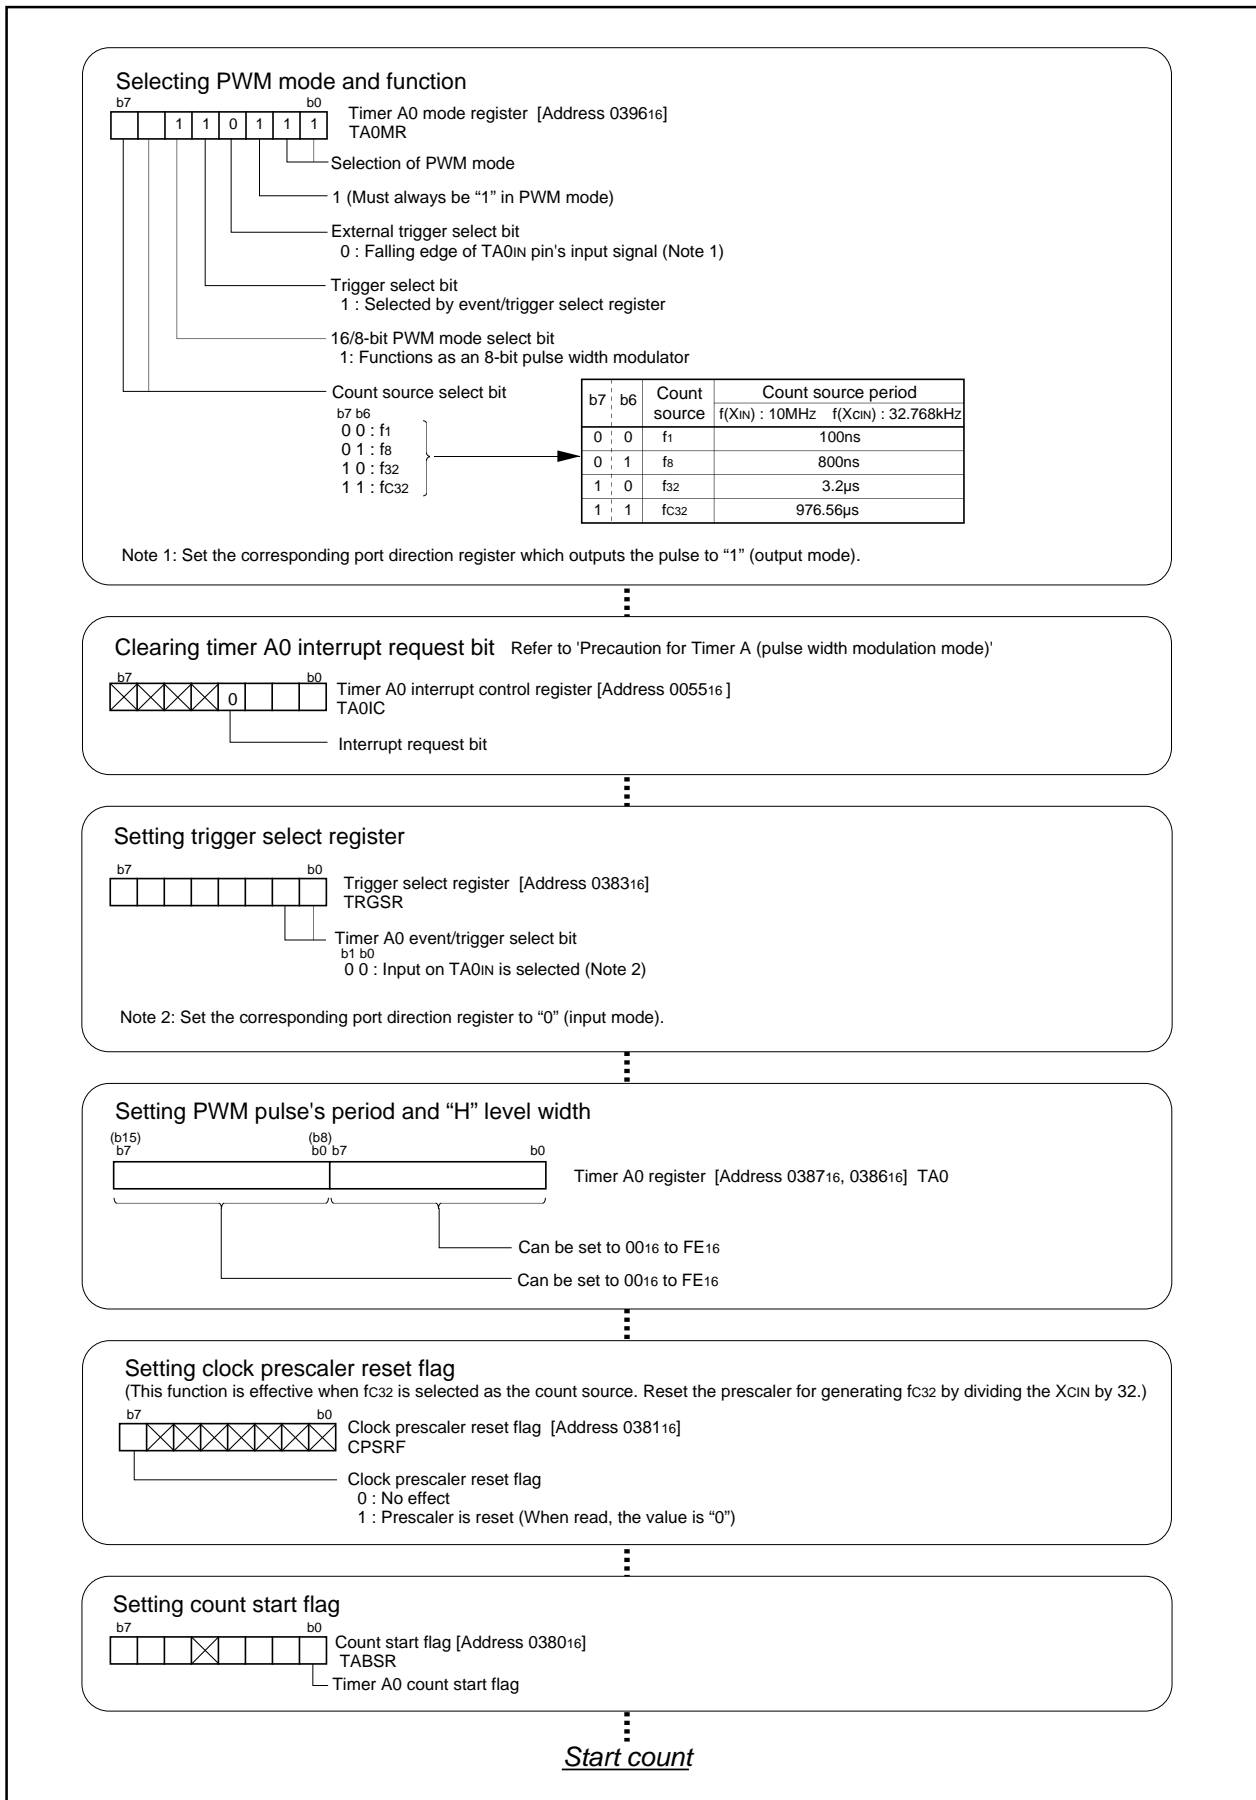 Selecting PWM mode and function
b7 b0
1 1 0 1 1 1
Timer A0 mode register [Address 039616]
TA0MR
Selection of PWM mode
1 (Must always be “1” in PWM mode)
External trigger select bit
0 : Falling edge of TA0IN pin's input signal (Note 1)
Trigger select bit
1 : Selected by event/trigger select register
16/8-bit PWM mode select bit
1: Functions as an 8-bit pulse width modulator
Count source select bit
b7 b6
0 0 : f1
0 1 : f8
1 0 : f32
1 1 : fC32
b7 b6 Count source Count source period
f(XIN) : 10MHz f(XCIN) : 32.768kHz
0 0 f1 100ns
0 1 f8 800ns
1 0 f32 3.2µs
1 1 fC32 976.56µs
Note 1: Set the corresponding port direction register which outputs the pulse to “1” (output mode).
Clearing timer A0 interrupt request bit Refer to 'Precaution for Timer A (pulse width modulation mode)'
b7 b0
0
Timer A0 interrupt control register [Address 005516 ]
TA0IC
Interrupt request bit
Setting trigger select register
b7 b0
Trigger select register [Address 038316]
TRGSR
Timer A0 event/trigger select bit
b1 b0
0 0 : Input on TA0IN is selected (Note 2)
Note 2: Set the corresponding port direction register to “0” (input mode).
Setting PWM pulse's period and “H” level width
(b15) (b8)
b7 b0 b7 b0
Timer A0 register [Address 038716, 038616] TA0
Can be set to 0016 to FE16
Can be set to 0016 to FE16
Setting clock prescaler reset flag
(This function is effective when fC32 is selected as the count source. Reset the prescaler for generating fC32 by dividing the XCIN by 32.)
b7 b0
Clock prescaler reset flag [Address 038116]
CPSRF
Clock prescaler reset flag
0 : No effect
1 : Prescaler is reset (When read, the value is “0”)
Setting count start flag
b7 b0
Count start flag [Address 038016]
TABSR
Timer A0 count start flag
Start count